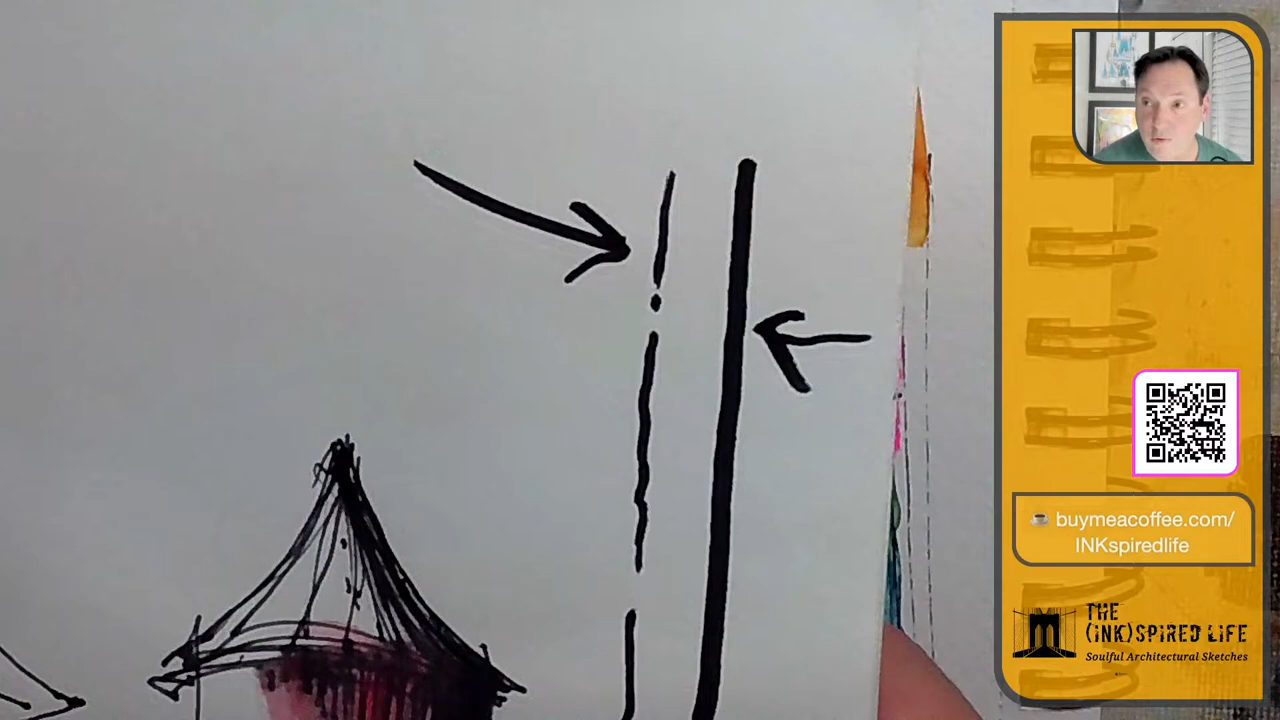 ☕ buymeacoffee.com/
INKspiredlife
THE
(INK)SPIRED LIFE
Soulful Architectural Sketches